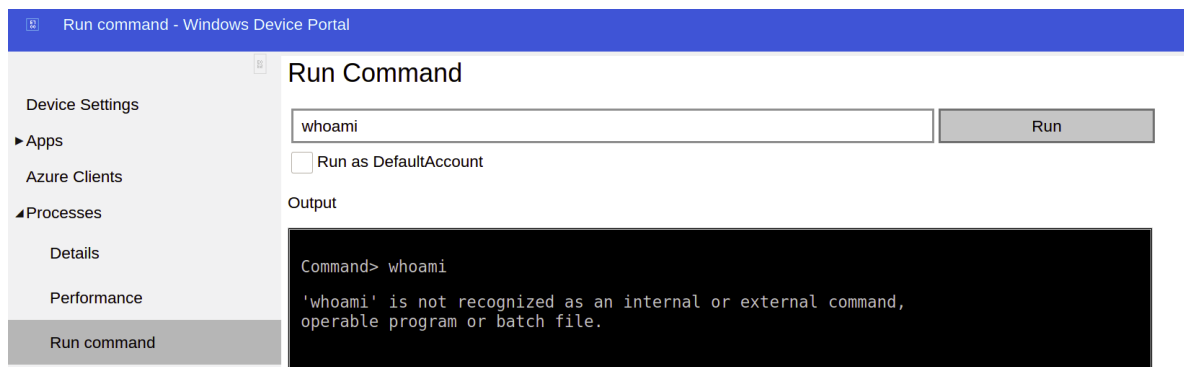 Run command - Windows Device Portal
Run Command
Device Settings
Apps
Azure Clients
Processes
Details
Performance
Run command
whoami
Run
Run as DefaultAccount
Output
Command> whoami
'whoami' is not recognized as an internal or external command,
operable program or batch file.